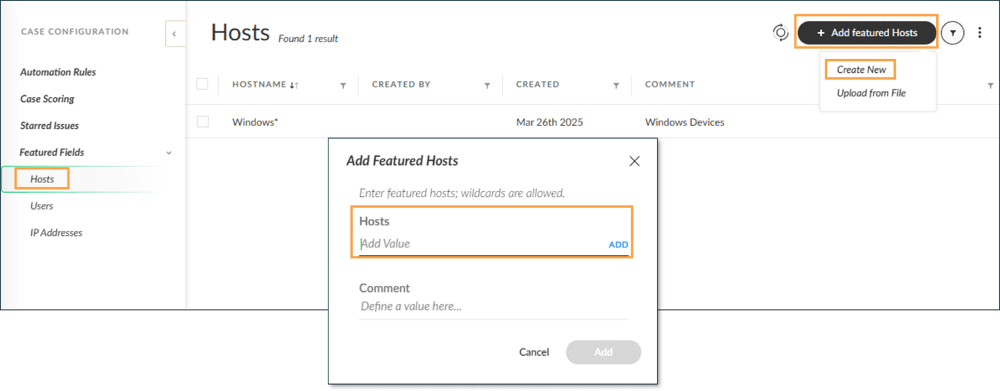 CASE CONFIGURATION
Automation Rules
Case Scoring
Starred Issues
Featured Fields
Hosts
Users
IP Addresses
Hosts Found 1 result
+ Add featured Hosts
Create New
Upload from File
HOSTNAME CREATED BY CREATED COMMENT
Windows* Mar 26th 2025 Windows Devices
Add Featured Hosts
Enter featured hosts; wildcards are allowed.
Hosts
Add Value ADD
Comment
Define a value here...
Cancel Add